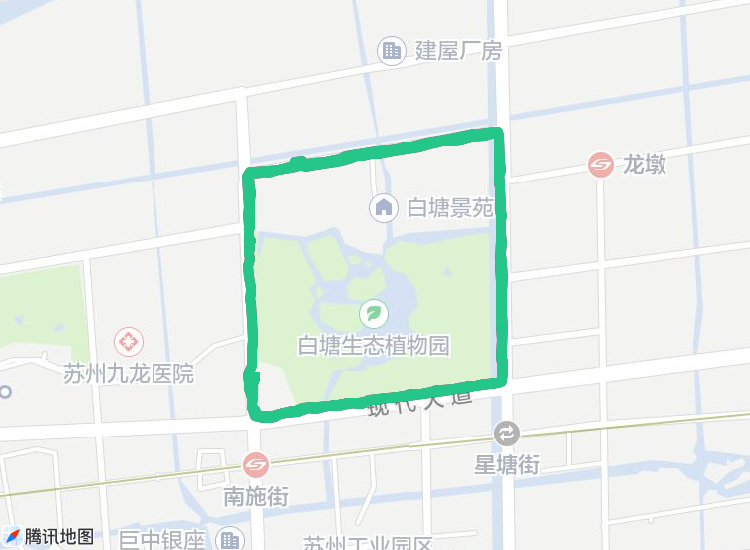 建屋厂房
龙墩
白塘景苑
白塘生态植物园
苏州九龙医院
现代大道
星塘街
南施街
巨中银座
苏州工业园区
腾讯地图